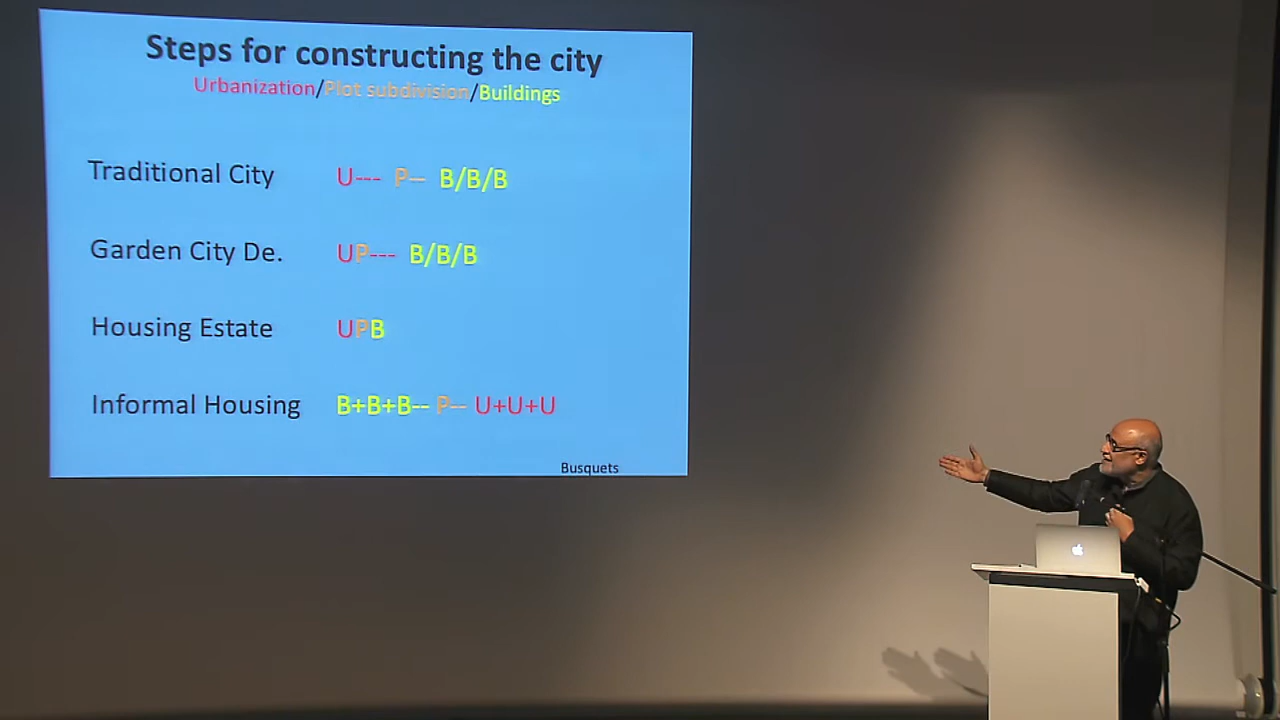 Steps for constructing the city
Urbanization/Plot subdivision/Buildings
Traditional City U--- P-- B/B/B
Garden City De. UP--- B/B/B
Housing Estate UPB
Informal Housing B+B+B-- P-- U+U+U
Busquets